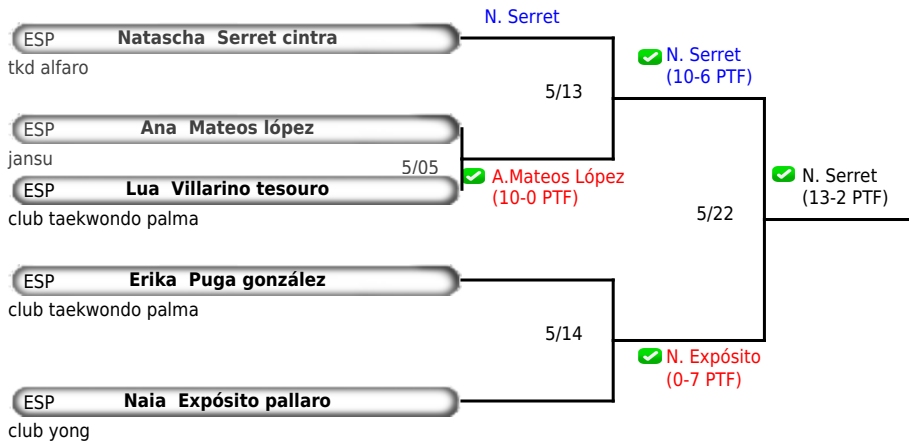 N. Serret
ESP Natascha Serret cintra
tkd alfaro
N. Serret
(10-6 PTF)
5/13
ESP Ana Mateos lópez
jansu
5/05
A.Mateos López
(10-0 PTF)
ESP Lua Villarino tesouro
club taekwondo palma
N. Serret
(13-2 PTF)
5/22
ESP Erika Puga gonzález
club taekwondo palma
5/14
N. Expósito
(0-7 PTF)
ESP Naia Expósito pallaro
club yong